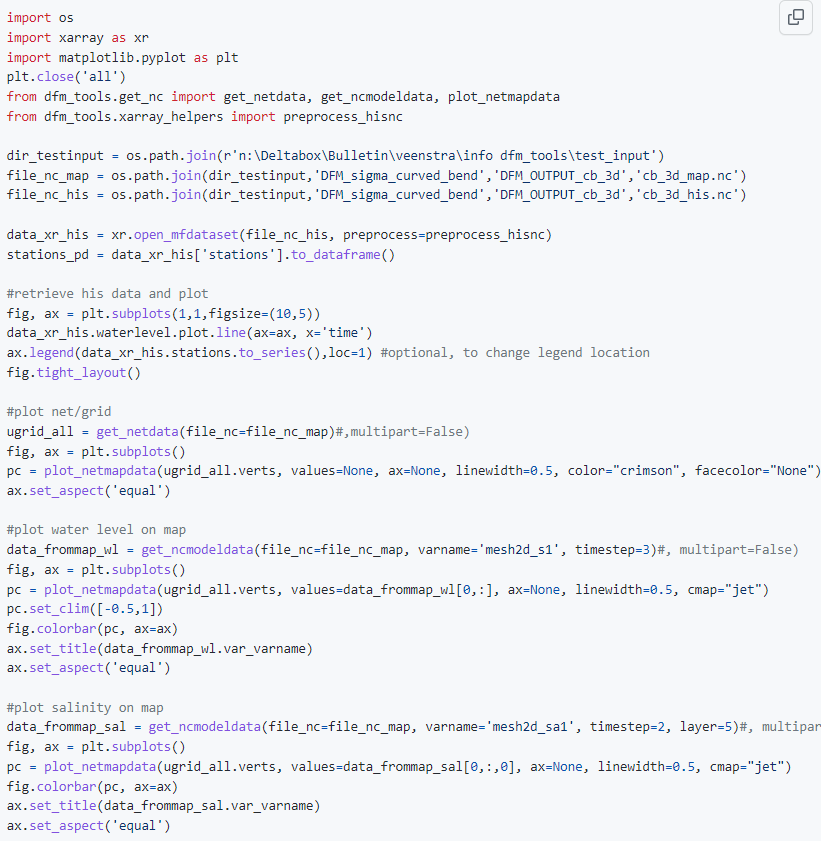 import os
import xarray as xr
import matplotlib.pyplot as plt
plt.close('all')
from dfm_tools.get_nc import get_netdata, get_ncmodeldata, plot_netmapdata
from dfm_tools.xarray_helpers import preprocess_hisnc

dir_testinput = os.path.join(r'n:\Deltabox\Bulletin\veenstra\info dfm_tools\test_input')
file_nc_map = os.path.join(dir_testinput,'DFM_sigma_curved_bend','DFM_OUTPUT_cb_3d','cb_3d_map.nc')
file_nc_his = os.path.join(dir_testinput,'DFM_sigma_curved_bend','DFM_OUTPUT_cb_3d','cb_3d_his.nc')

data_xr_his = xr.open_mfdataset(file_nc_his, preprocess=preprocess_hisnc)
stations_pd = data_xr_his['stations'].to_dataframe()

#retrieve his data and plot
fig, ax = plt.subplots(1,1,figsize=(10,5))
data_xr_his.waterlevel.plot.line(ax=ax, x='time')
ax.legend(data_xr_his.stations.to_series(),loc=1) #optional, to change legend location
fig.tight_layout()

#plot net/grid
ugrid_all = get_netdata(file_nc=file_nc_map)#,multipart=False)
fig, ax = plt.subplots()
pc = plot_netmapdata(ugrid_all.verts, values=None, ax=None, linewidth=0.5, color="crimson", facecolor="None")
ax.set_aspect('equal')

#plot water level on map
data_frommap_wl = get_ncmodeldata(file_nc=file_nc_map, varname='mesh2d_s1', timestep=3)#, multipart=False)
fig, ax = plt.subplots()
pc = plot_netmapdata(ugrid_all.verts, values=data_frommap_wl[0,:], ax=None, linewidth=0.5, cmap="jet")
pc.set_clim([-0.5,1])
fig.colorbar(pc, ax=ax)
ax.set_title(data_frommap_wl.var_varname)
ax.set_aspect('equal')

#plot salinity on map
data_frommap_sal = get_ncmodeldata(file_nc=file_nc_map, varname='mesh2d_sa1', timestep=2, layer=5)#, multipar
fig, ax = plt.subplots()
pc = plot_netmapdata(ugrid_all.verts, values=data_frommap_sal[0,:,0], ax=None, linewidth=0.5, cmap="jet")
fig.colorbar(pc, ax=ax)
ax.set_title(data_frommap_sal.var_varname)
ax.set_aspect('equal')